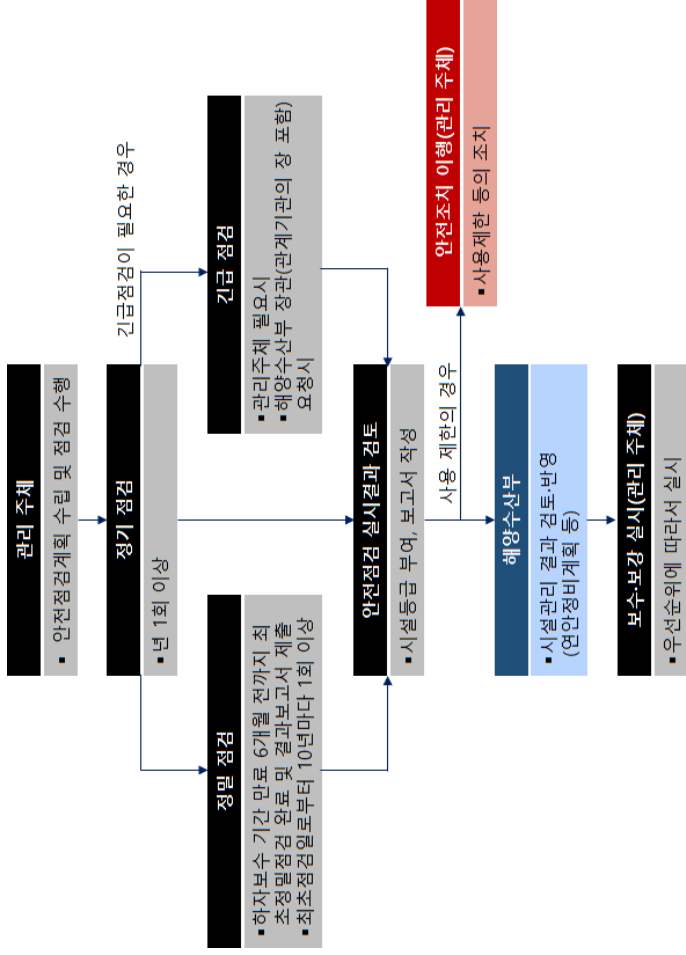 관리 주체
▪ 안전점검계획 수립 및 점검 수행
정기 점검
▪ 년 1회 이상
긴급점검이 필요한 경우
정밀 점검
▪ 하자보수 기간 만료 6개월 전까지 최
초정밀점검 완료 및 결과보고서 제출
▪ 최초점검일로부터 10년마다 1회 이상
긴급 점검
▪ 관리주체 필요시
▪ 해양수산부 장관(관계기관의 장 포함)
요청시
안전점검 실시결과 검토
▪ 시설등급 부여, 보고서 작성
사용 제한의 경우
안전조치 이행(관리 주체)
▪ 사용제한 등의 조치
해양수산부
▪ 시설관리 결과 검토·반영
(연안정비계획 등)
보수·보강 실시(관리 주체)
▪ 우선순위에 따라서 실시